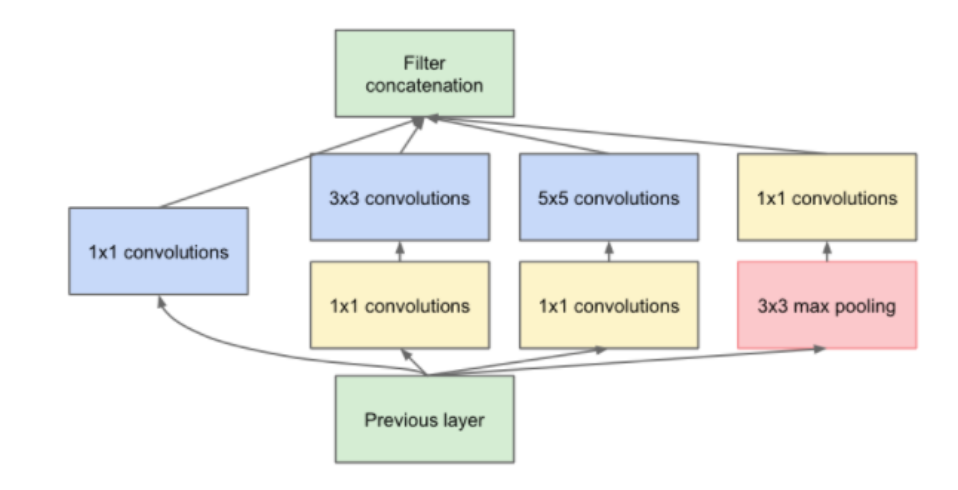 Filter
concatenation
3x3 convolutions
5x5 convolutions
1x1 convolutions
1x1 convolutions
1x1 convolutions
1x1 convolutions
3x3 max pooling
Previous layer